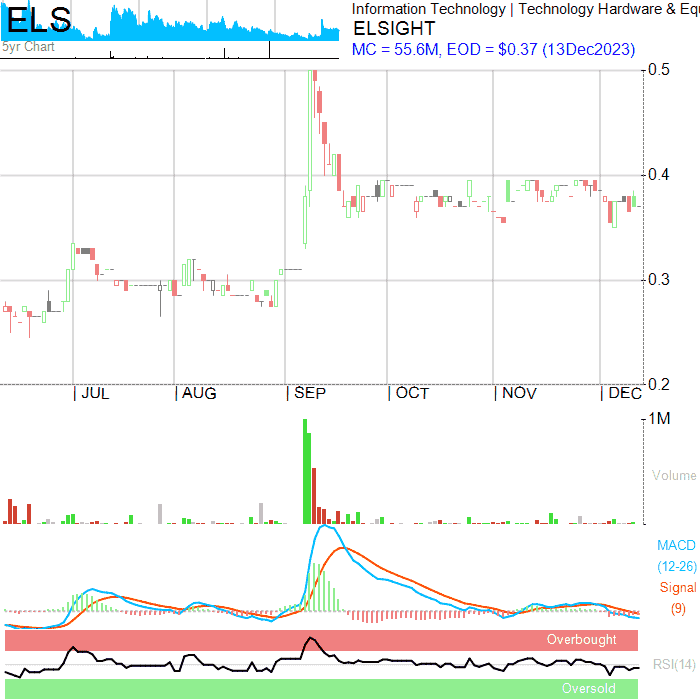 ELS
5yr Chart
Information Technology | Technology Hardware & Equ
ELSIGHT
MC = 55.6M, EOD = $0.37 (13Dec2023)
0.5
0.4
0.3
0.2
| JUL | AUG | SEP | OCT | NOV | DEC
1M
Volume
MACD
(12-26)
Signal
(9)
Overbought
RSI(14)
Oversold